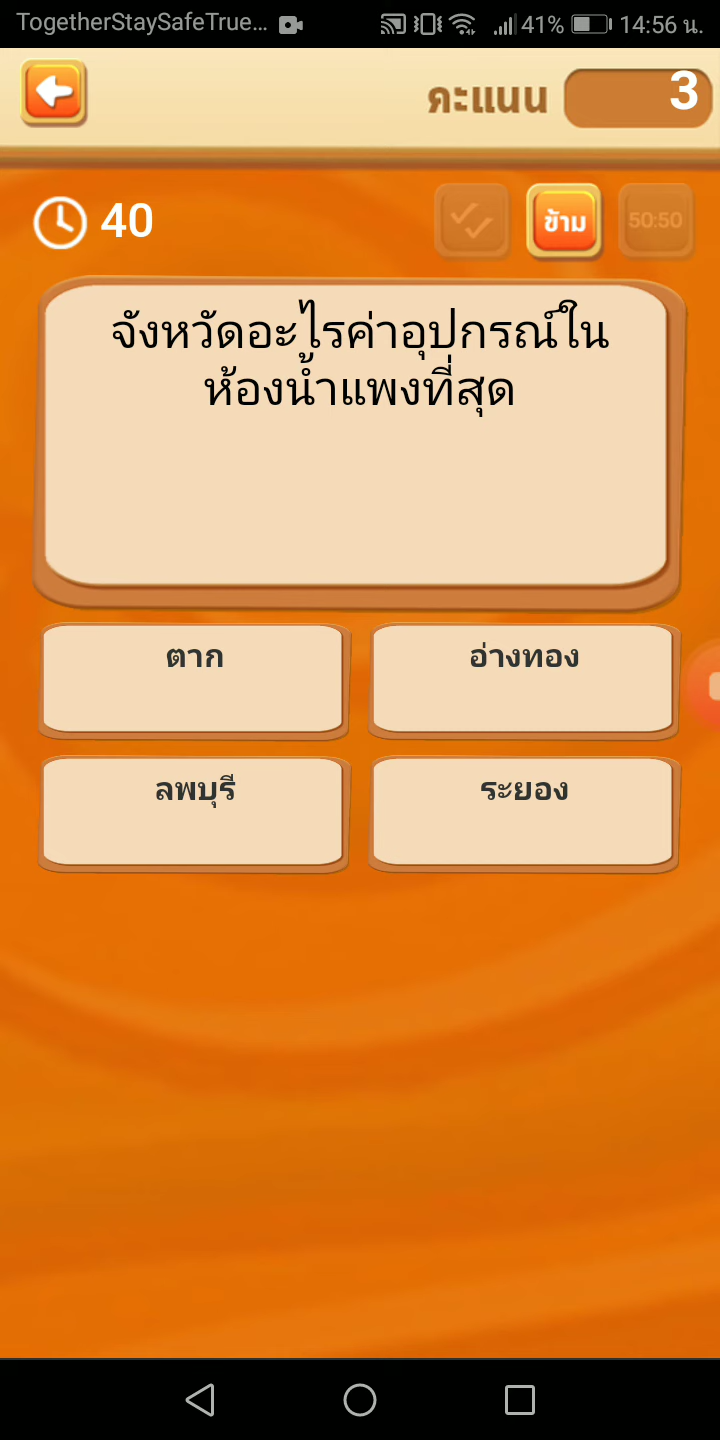 TogetherStaySafeTrue... 41% 14:56 น.
คะแนน 3
40 ข้าม 50:50
จังหวัดอะไรค่าอุปกรณ์ใน
ห้องน้ำแพงที่สุด
ตาก อ่างทอง
ลพบุรี ระยอง